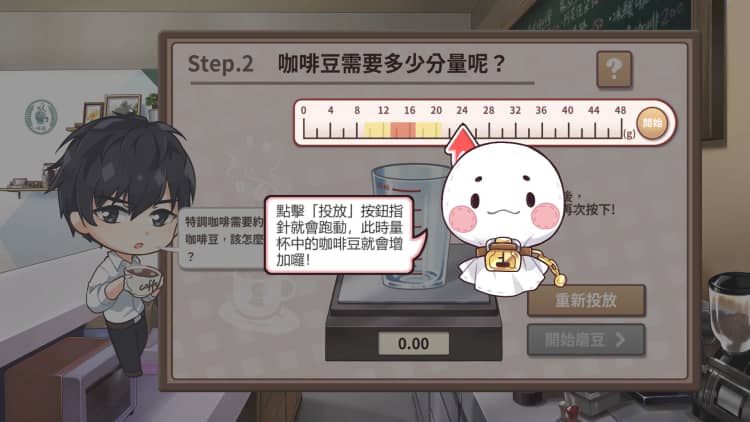 Step.2 咖啡豆需要多少分量呢？
?
0 4 8 12 16 20 24 28 32 36 40 44 48
(g)
開始
特調咖啡需要約
咖啡豆，該怎麼
？
點擊「投放」按鈕指
針就會跑動，此時量
杯中的咖啡豆就會增
加囉！
後，
再次按下！
coffe
0.00
重新投放
開始磨豆